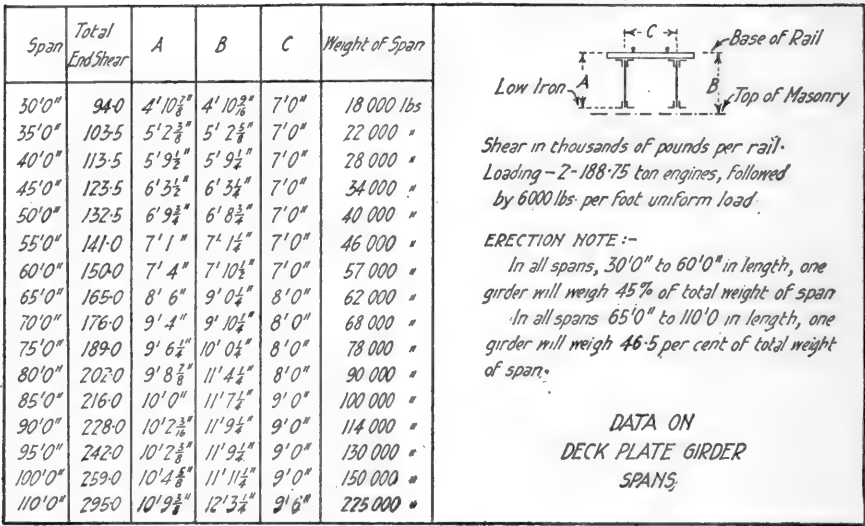 Span Total End Shear A B C Weight of Span
30'0" 94.0 4'10⅞" 4'10 9/16" 7'0" 18 000 lbs
35'0" 103.5 5'2⅜" 5'2⅝" 7'0" 22 000 "
40'0" 113.5 5'9½" 5'9¼" 7'0" 28 000 "
45'0" 123.5 6'3½" 6'3¼" 7'0" 34 000 "
50'0" 132.5 6'9¾" 6'8¾" 7'0" 40 000 "
55'0" 141.0 7'1" 7'1¼" 7'0" 46 000 "
60'0" 150.0 7'4" 7'10½" 7'0" 57 000 "
65'0" 165.0 8'6" 9'0¼" 8'0" 62 000 "
70'0" 176.0 9'4" 9'10¼" 8'0" 68 000 "
75'0" 189.0 9'6¼" 10'0¼" 8'0" 78 000 "
80'0" 202.0 9'8⅞" 11'4¼" 8'0" 90 000 "
85'0" 216.0 10'0" 11'7¼" 9'0" 100 000 "
90'0" 228.0 10'2 3/16" 11'9¼" 9'0" 114 000 "
95'0" 242.0 10'2⅜" 11'9¼" 9'0" 130 000 "
100'0" 259.0 10'4⅝" 11'11¼" 9'0" 150 000 "
110'0" 295.0 10'9⅜" 12'3¼" 9'6" 225 000 "
C
Base of Rail
Low Iron A B Top of Masonry
Shear in thousands of pounds per rail.
Loading - 2 - 188.75 ton engines, followed
by 6000 lbs. per foot uniform load.
ERECTION NOTE :-
In all spans, 30'0" to 60'0" in length, one
girder will weigh 45% of total weight of span
In all spans 65'0" to 110'0 in length, one
girder will weigh 46.5 per cent of total weight
of span.
DATA ON
DECK PLATE GIRDER
SPANS.